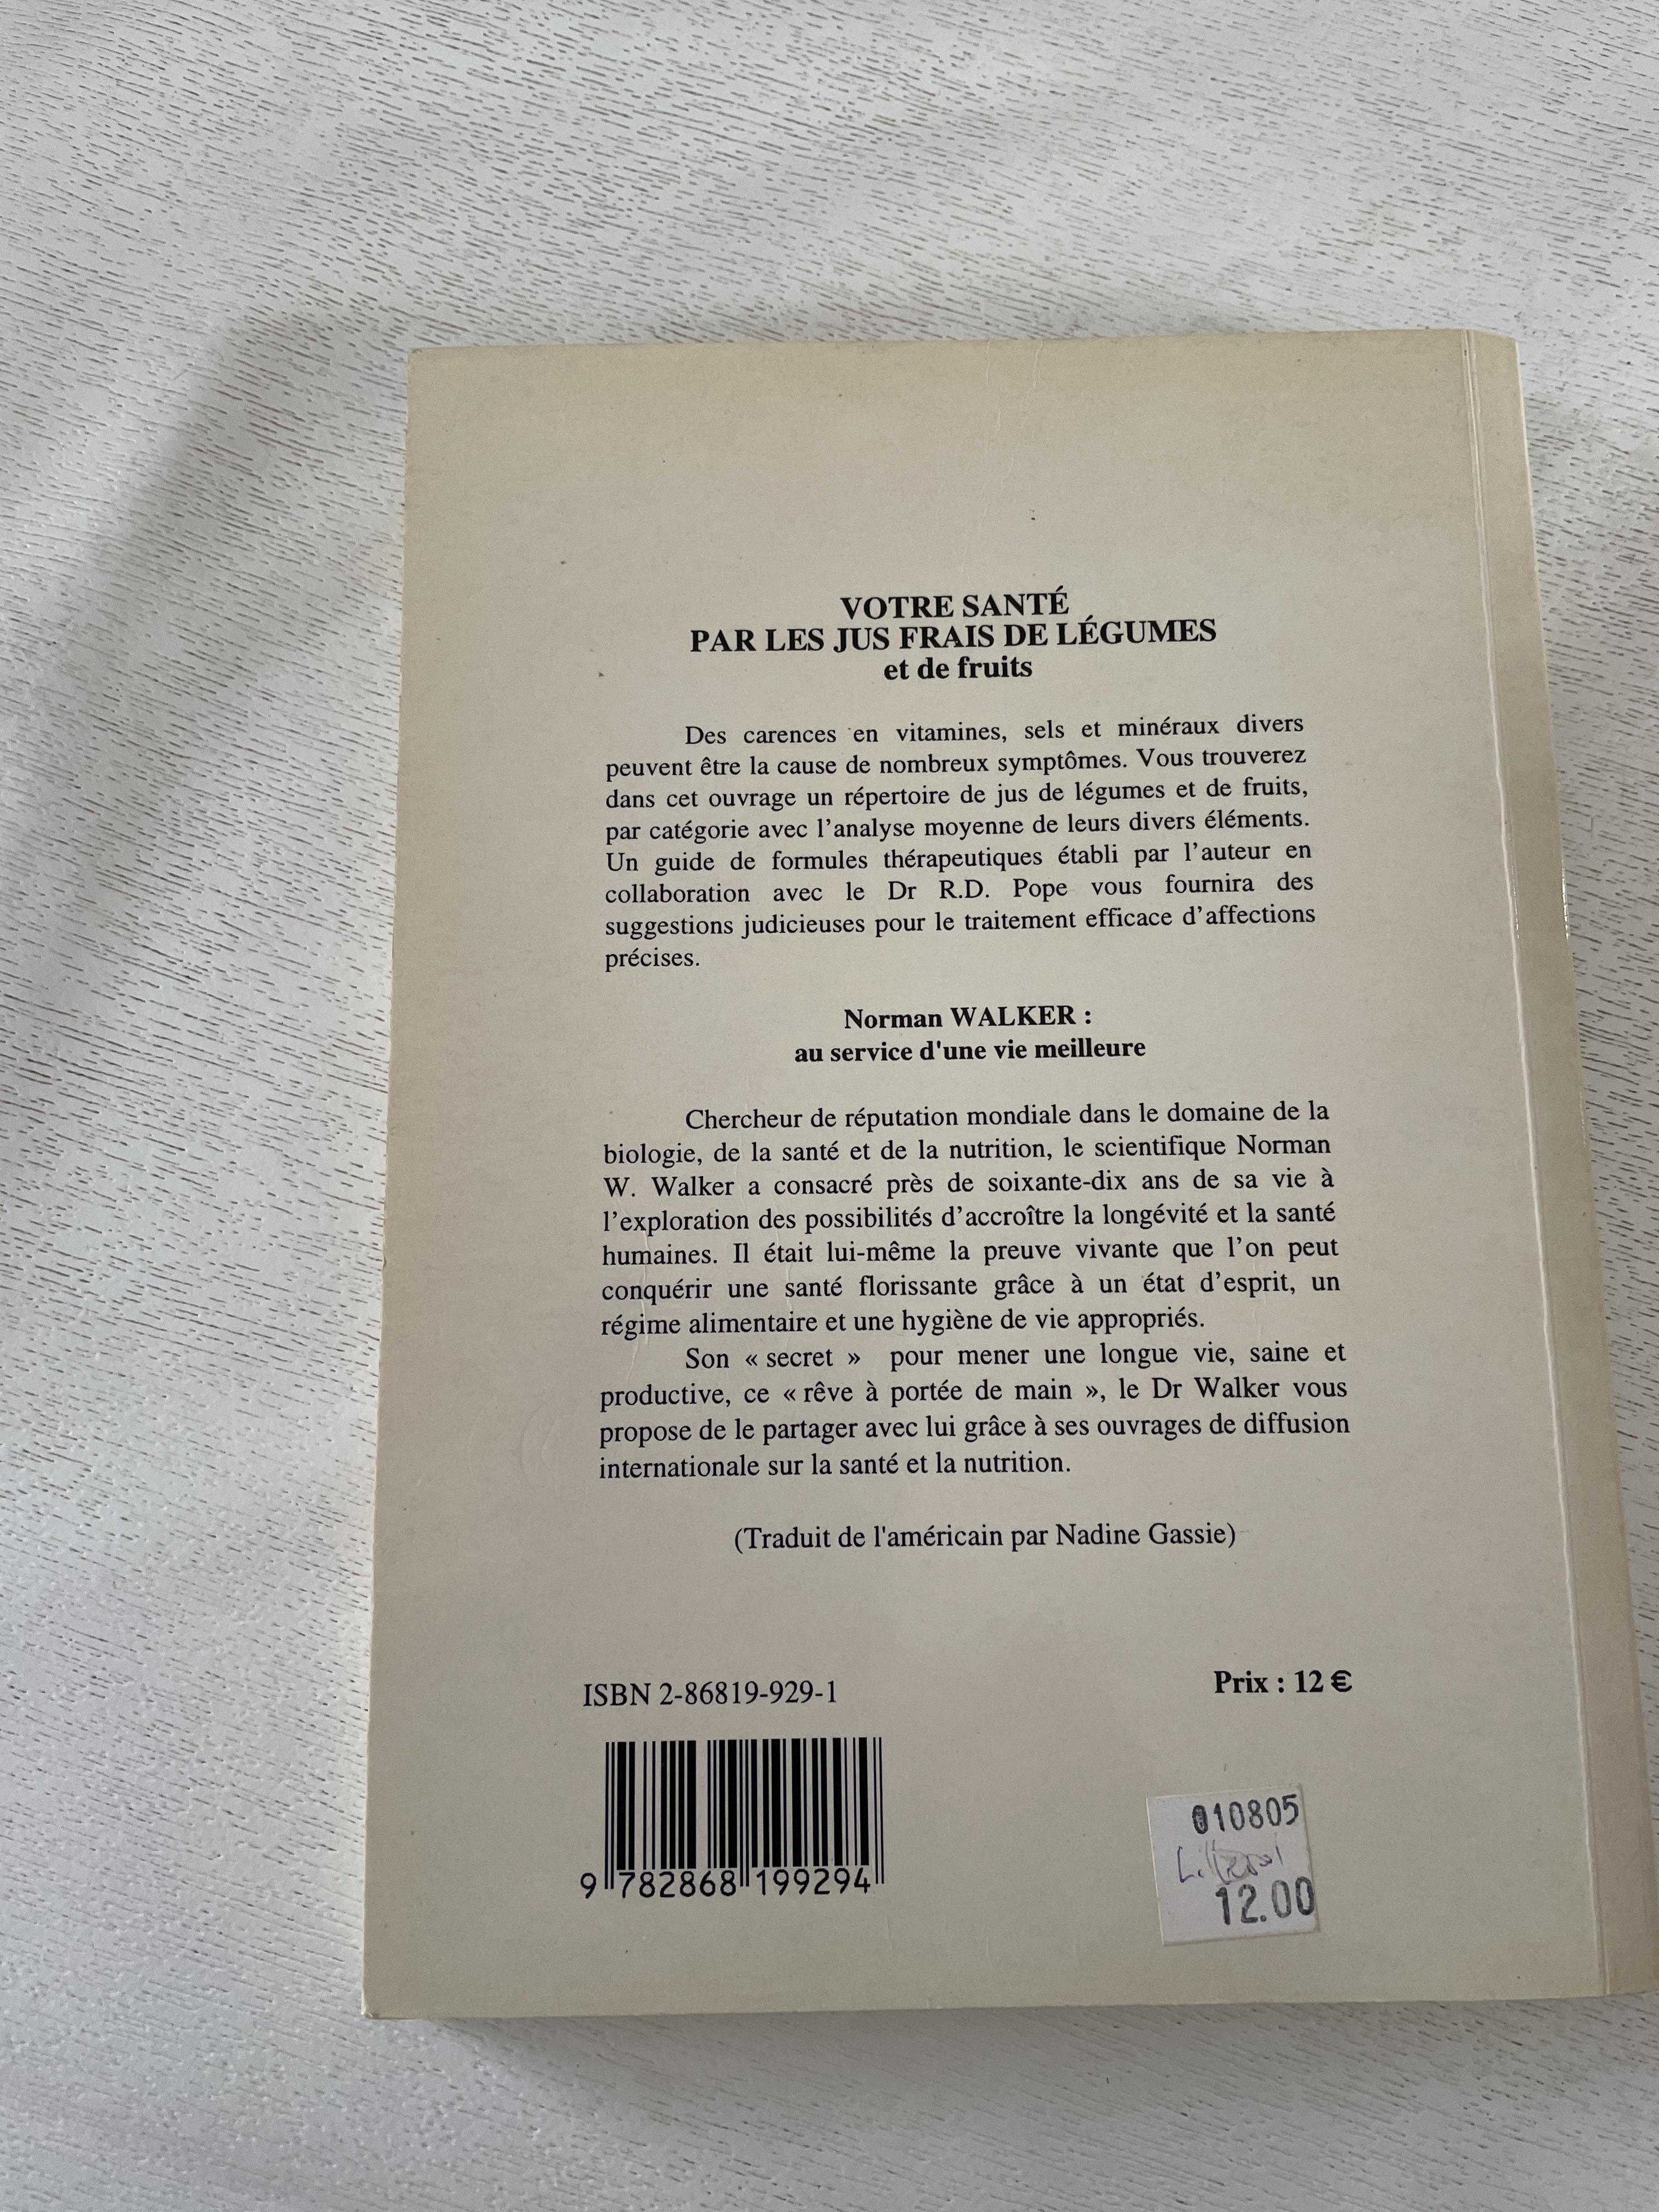 VOTRE SANTÉ
PAR LES JUS FRAIS DE LÉGUMES
et de fruits
Des carences en vitamines, sels et minéraux divers
peuvent être la cause de nombreux symptômes. Vous trouverez
dans cet ouvrage un répertoire de jus de légumes et de fruits,
par catégorie avec l’analyse moyenne de leurs divers éléments.
Un guide de formules thérapeutiques établi par l’auteur en
collaboration avec le Dr R.D. Pope vous fournira des
suggestions judicieuses pour le traitement efficace d’affections
précises.
Norman WALKER :
au service d'une vie meilleure
Chercheur de réputation mondiale dans le domaine de la
biologie, de la santé et de la nutrition, le scientifique Norman
W. Walker a consacré près de soixante-dix ans de sa vie à
l’exploration des possibilités d’accroître la longévité et la santé
humaines. Il était lui-même la preuve vivante que l’on peut
conquérir une santé florissante grâce à un état d’esprit, un
régime alimentaire et une hygiène de vie appropriés.
Son « secret » pour mener une longue vie, saine et
productive, ce « rêve à portée de main », le Dr Walker vous
propose de le partager avec lui grâce à ses ouvrages de diffusion
internationale sur la santé et la nutrition.
(Traduit de l'américain par Nadine Gassie)
ISBN 2-86819-929-1
Prix : 12 €
9 782868 199294
010805
12.00